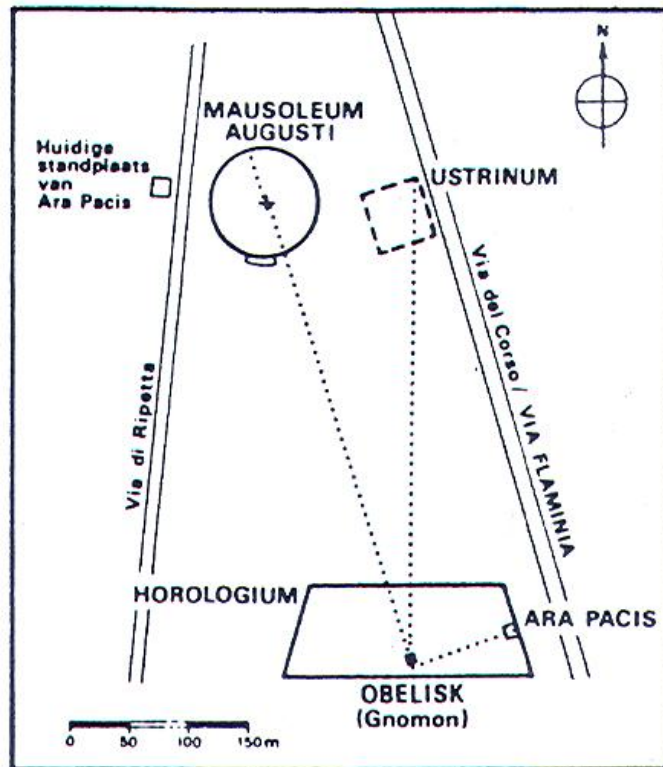 N
MAUSOLEUM
AUGUSTI
Huidige
standplaats
van
Ara Pacis
USTRINUM
Via del Corso / VIA FLAMINIA
Via di Ripetta
HOROLOGIUM
ARA PACIS
OBELISK
(Gnomon)
0 50 100 150m